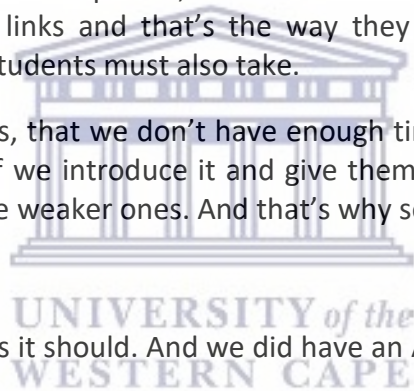 links and that's the way they
tudents must also take.
s, that we don't have enough tim
f we introduce it and give them
e weaker ones. And that's why so
UNIVERSITY of the
s it should. And we did have an A
WESTERN CAPE